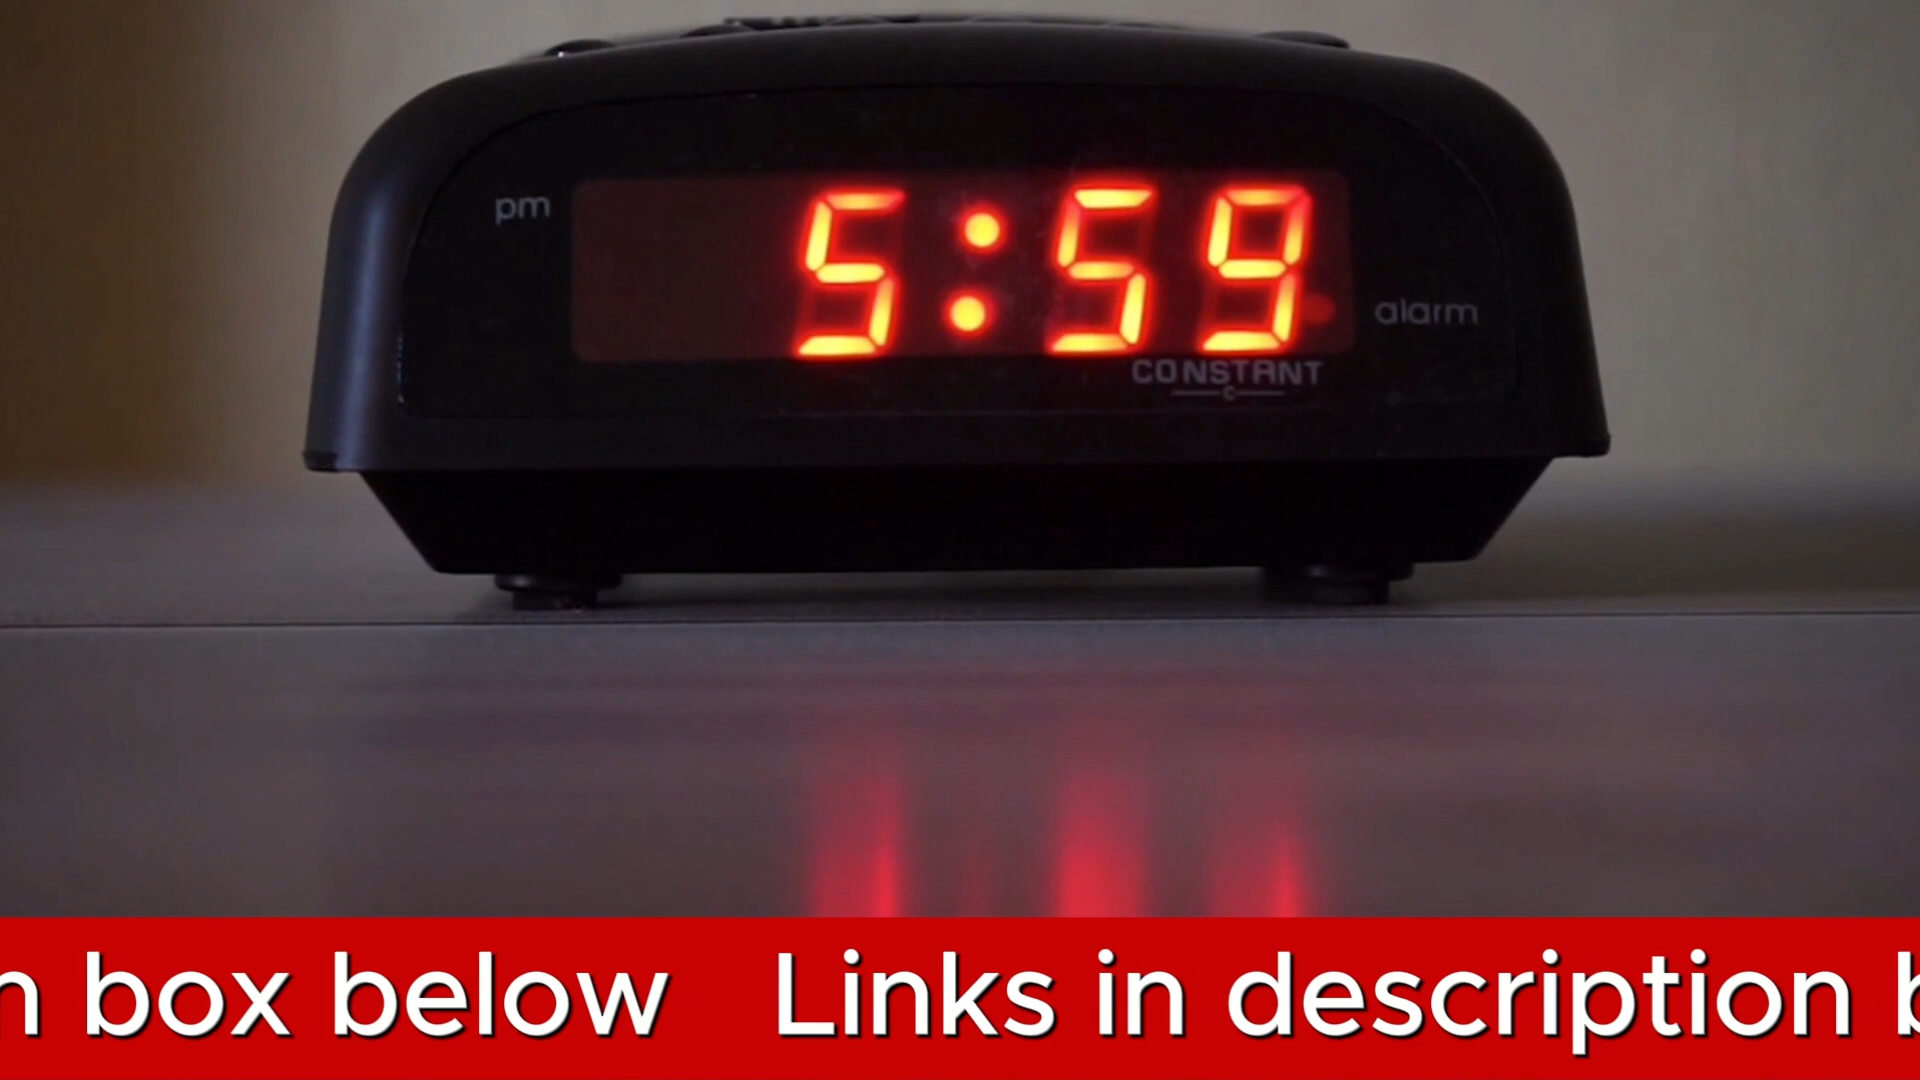 pm
5:59
alarm
CONSTANT
C
box below Links in description